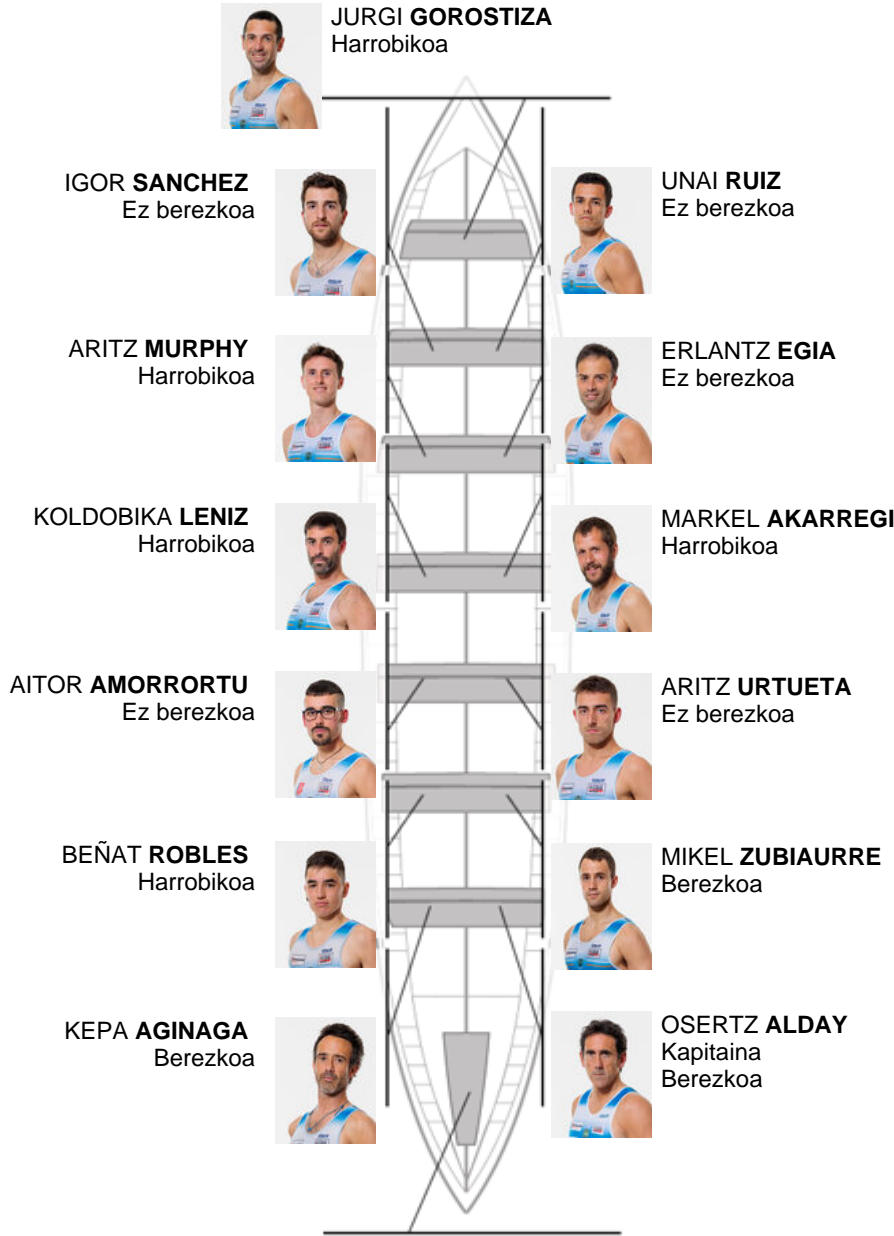 JURGI GOROSTIZA
Harrobikoa
IGOR SANCHEZ
Ez berezkoa
UNAI RUIZ
Ez berezkoa
ARITZ MURPHY
Harrobikoa
ERLANTZ EGIA
Ez berezkoa
KOLDOBIKA LENIZ
Harrobikoa
MARKEL AKARREGI
Harrobikoa
AITOR AMORRORTU
Ez berezkoa
ARITZ URTUETA
Ez berezkoa
BEÑAT ROBLES
Harrobikoa
MIKEL ZUBIAURRE
Berezkoa
KEPA AGINAGA
Berezkoa
OSERTZ ALDAY
Kapitaina
Berezkoa